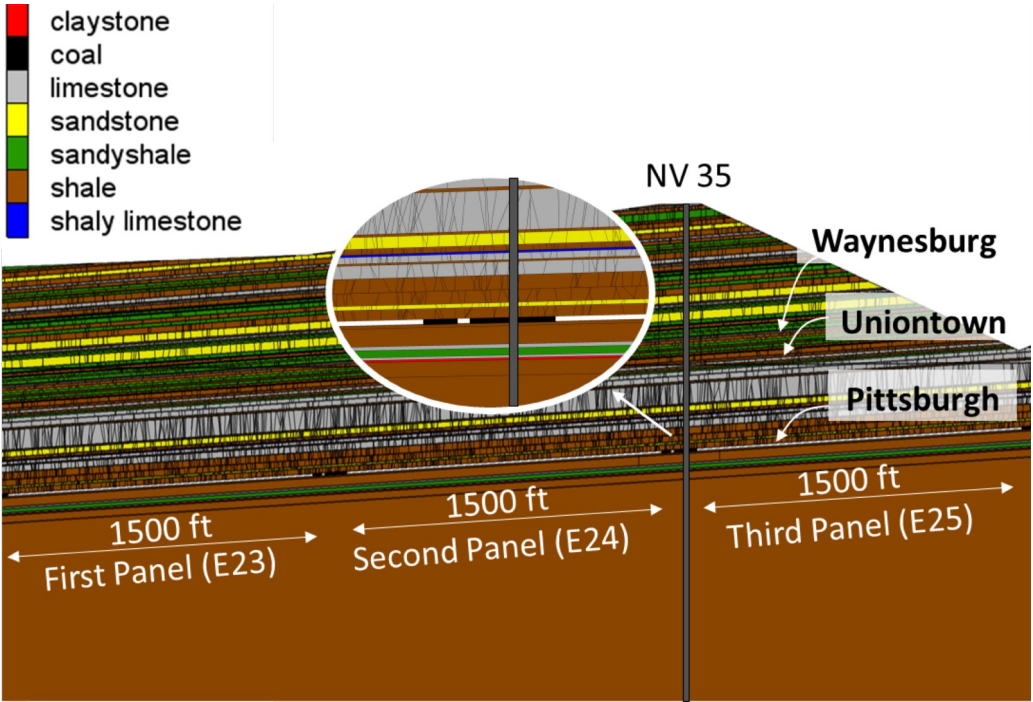 claystone
coal
limestone
sandstone
sandyshale
shale
shaly limestone
NV 35
Waynesburg
Uniontown
Pittsburgh
1500 ft
First Panel (E23)
1500 ft
Second Panel (E24)
1500 ft
Third Panel (E25)